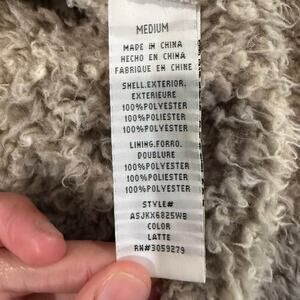 MEDIUM
MADE IN CHINA
HECHO EN CHINA
FABRIQUE EN CHINE
SHELL.EXTERIOR.
EXTERIEURE
100%POLYESTER
100%POLIESTER
100%POLYESTER
LINING.FORRO.
DOUBLURE
100%POLYESTER
100%POLIESTER
100%POLYESTER
STYLE#
ASJKX6825WB
COLOR
LATTE
RN#3059279